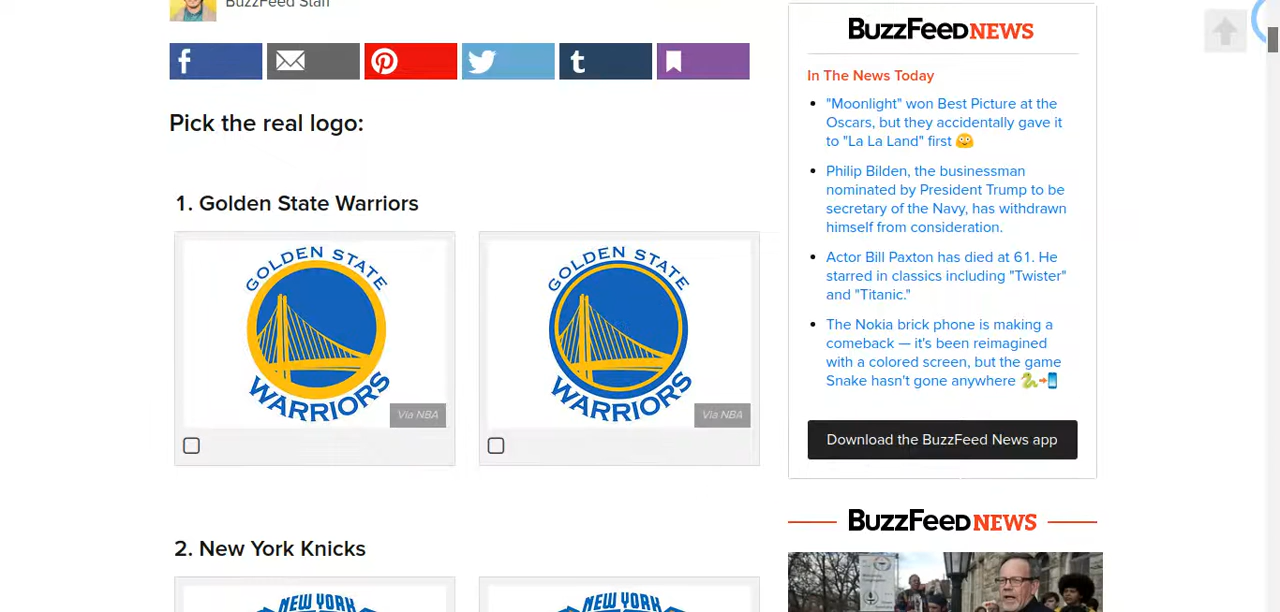 BuzzFeed Staff
Pick the real logo:
1. Golden State Warriors
GOLDEN STATE
WARRIORS
Via NBA
GOLDEN STATE
WARRIORS
Via NBA
2. New York Knicks
NEW YORK
NEW YORK
BuzzFeed NEWS
In The News Today
"Moonlight" won Best Picture at the
Oscars, but they accidentally gave it
to "La La Land" first
Philip Bilden, the businessman
nominated by President Trump to be
secretary of the Navy, has withdrawn
himself from consideration.
Actor Bill Paxton has died at 61. He
starred in classics including "Twister"
and "Titanic."
The Nokia brick phone is making a
comeback — it's been reimagined
with a colored screen, but the game
Snake hasn't gone anywhere
Download the BuzzFeed News app
BuzzFeed NEWS